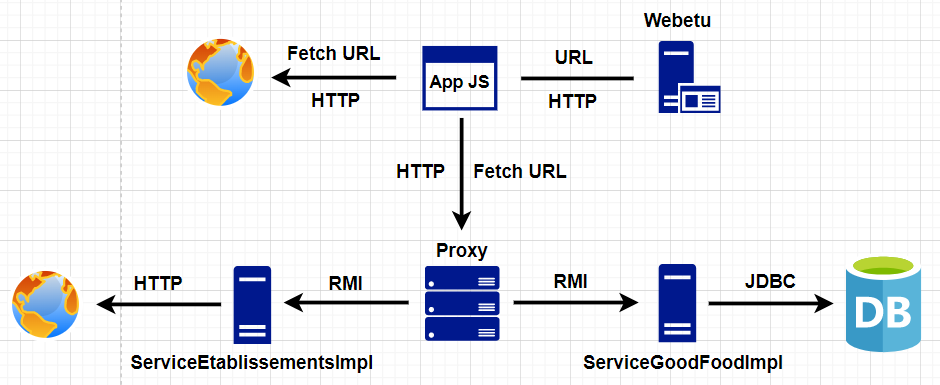 Webetu
Fetch URL
HTTP
App JS
URL
HTTP
HTTP
Fetch URL
Proxy
HTTP
RMI
RMI
JDBC
DB
ServiceEtablissementsImpl
ServiceGoodFoodImpl